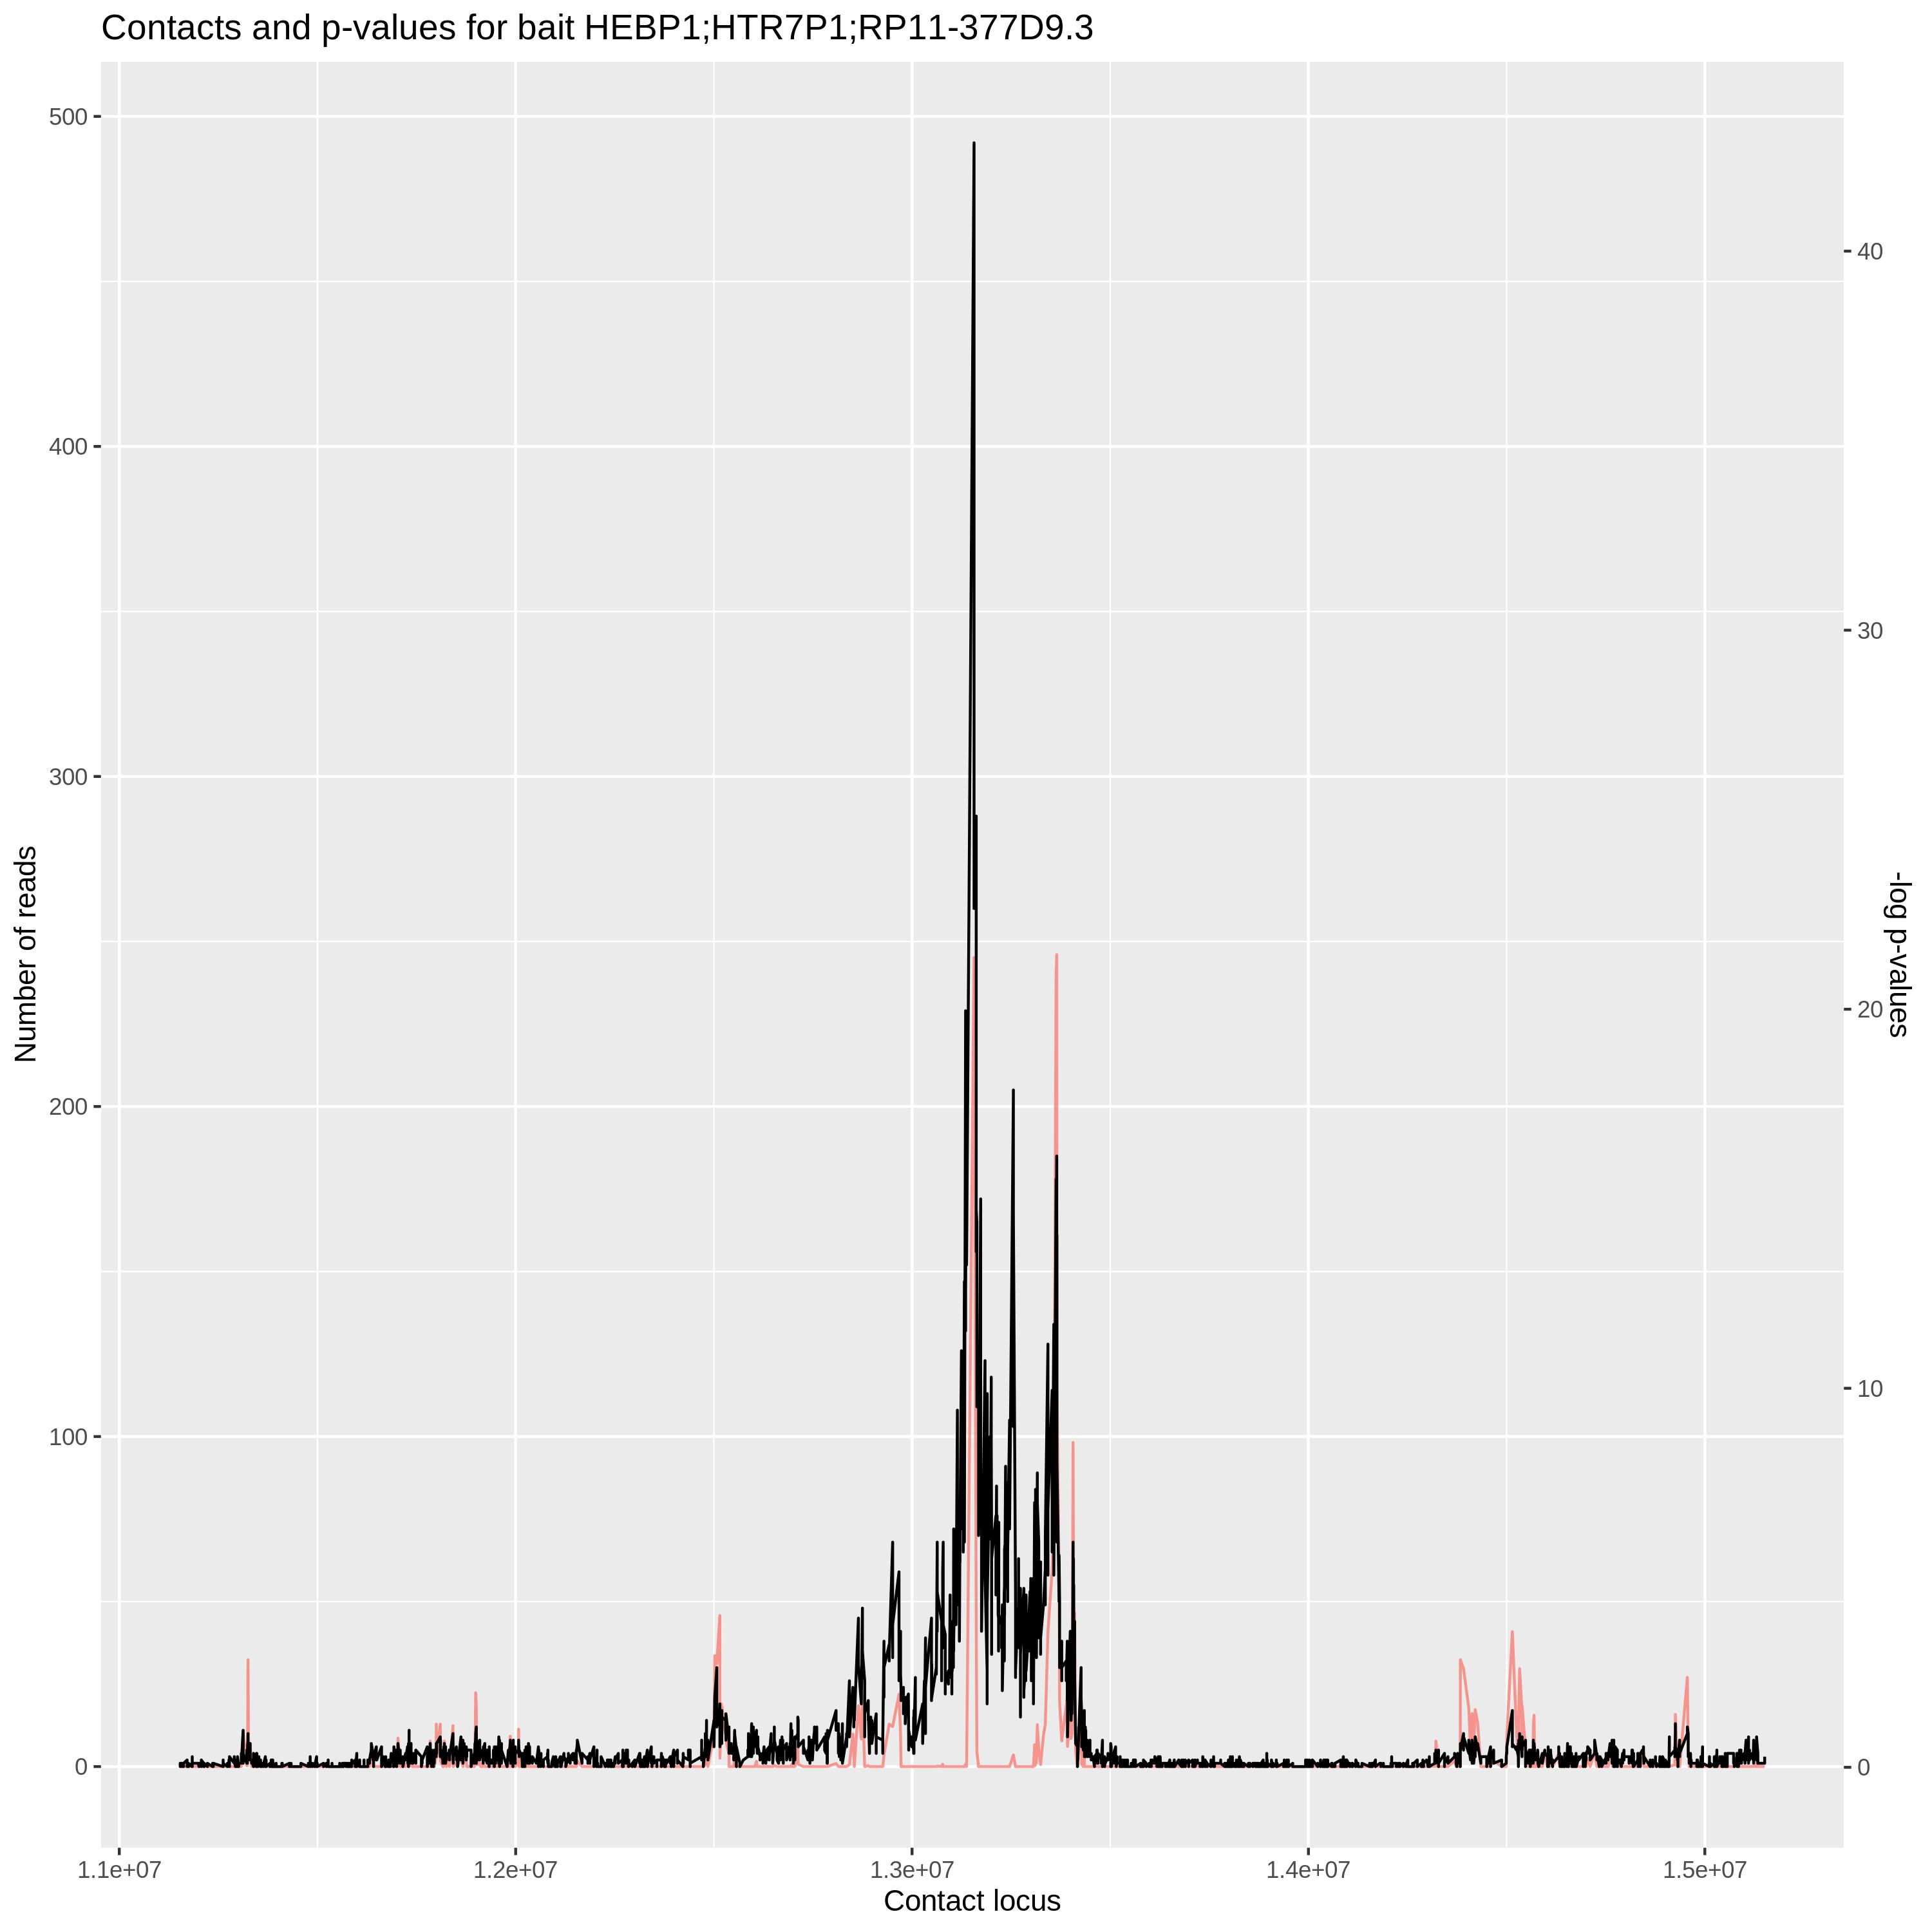 Contacts and p-values for bait HEBP1;HTR7P1;RP11-377D9.3
500
400
300
200
100
0
Number of reads
40
30
20
10
0
-log p-values
1.1e+07
1.2e+07
1.3e+07
1.4e+07
1.5e+07
Contact locus